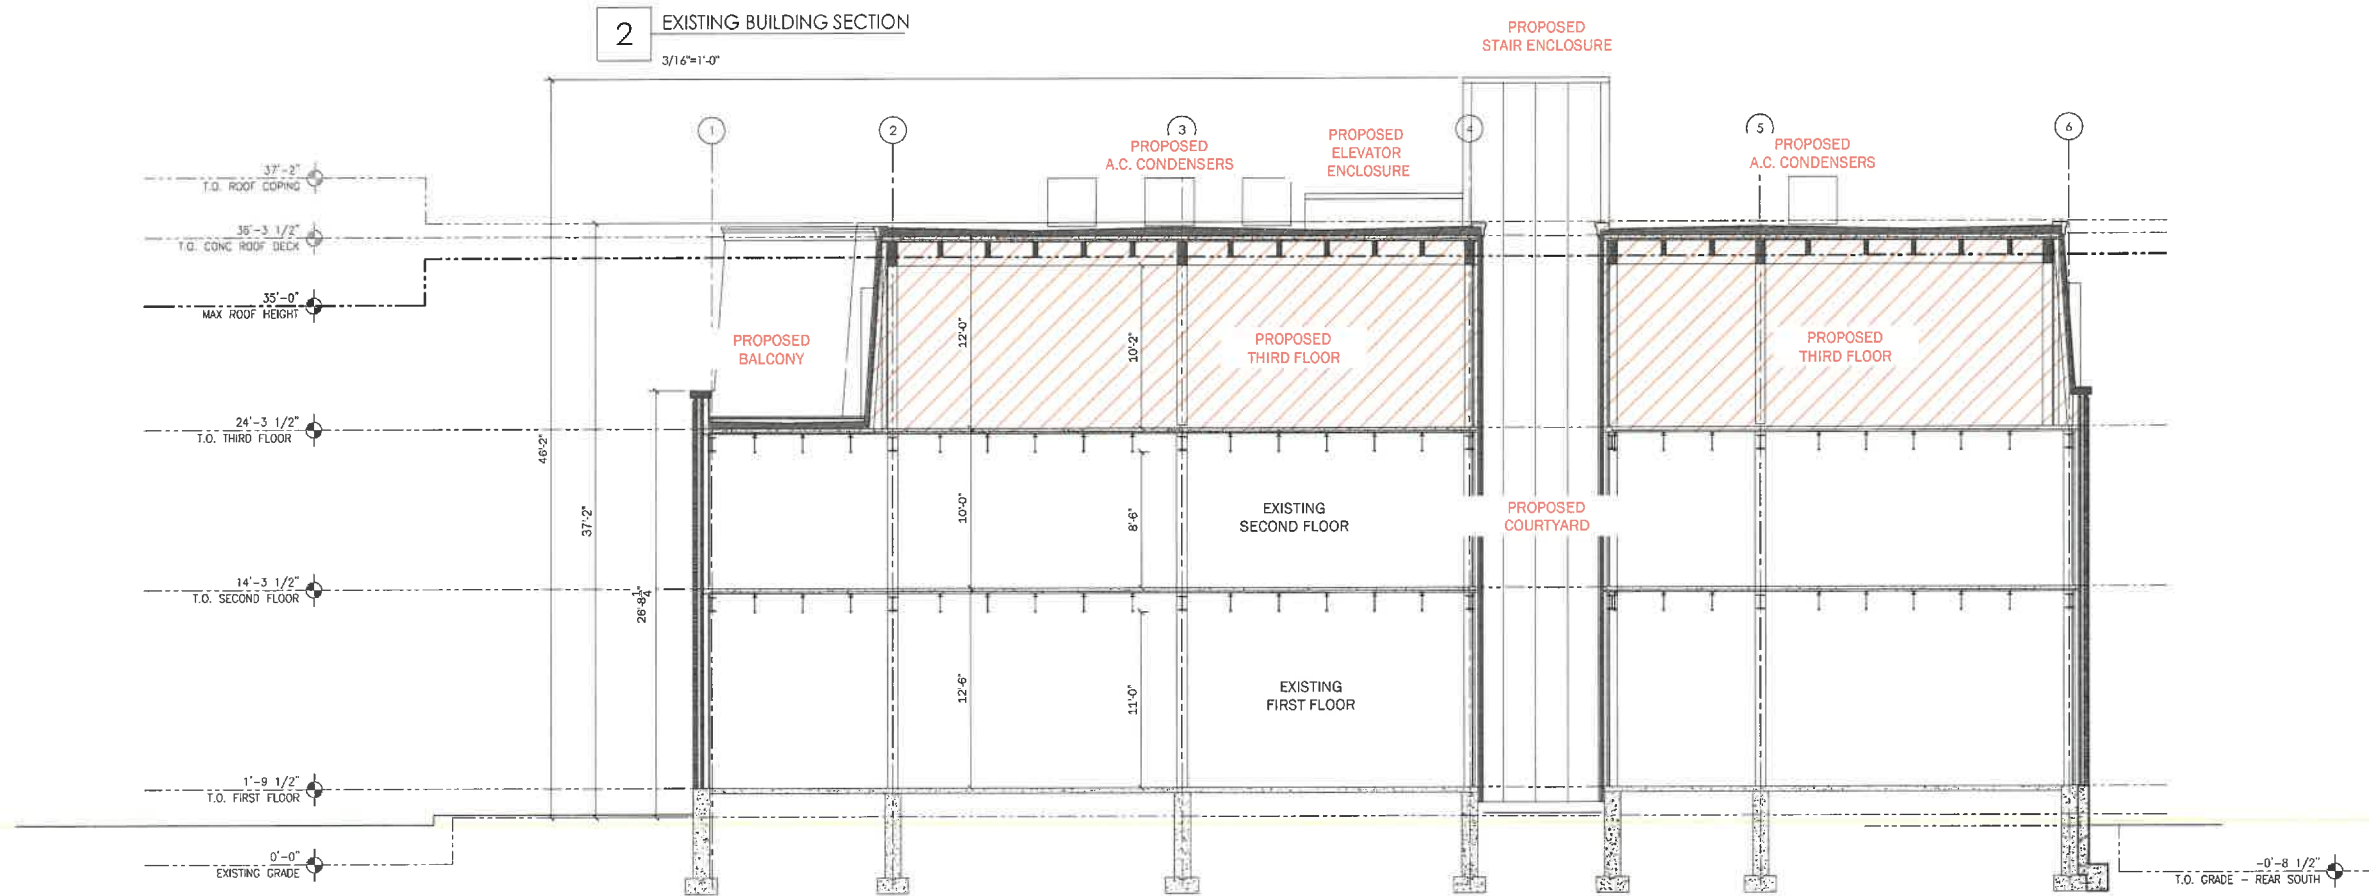 2
EXISTING BUILDING SECTION
3/16"=1'-0"
PROPOSED
STAIR ENCLOSURE
1
2
3
4
5
6
PROPOSED
A.C. CONDENSERS
PROPOSED
ELEVATOR
ENCLOSURE
PROPOSED
A.C. CONDENSERS
37'-2"
T.O. ROOF COPING
36'-3 1/2"
T.O. CONC ROOF DECK
35'-0"
MAX ROOF HEIGHT
24'-3 1/2"
T.O. THIRD FLOOR
14'-3 1/2"
T.O. SECOND FLOOR
1'-9 1/2"
T.O. FIRST FLOOR
0'-0"
EXISTING GRADE
46'-2"
37'-2"
26'-8 1/4"
PROPOSED
BALCONY
12'-0"
10'-2"
PROPOSED
THIRD FLOOR
PROPOSED
THIRD FLOOR
10'-0"
8'-6"
EXISTING
SECOND FLOOR
PROPOSED
COURTYARD
12'-6"
11'-0"
EXISTING
FIRST FLOOR
-0'-8 1/2"
T.O. GRADE - REAR SOUTH